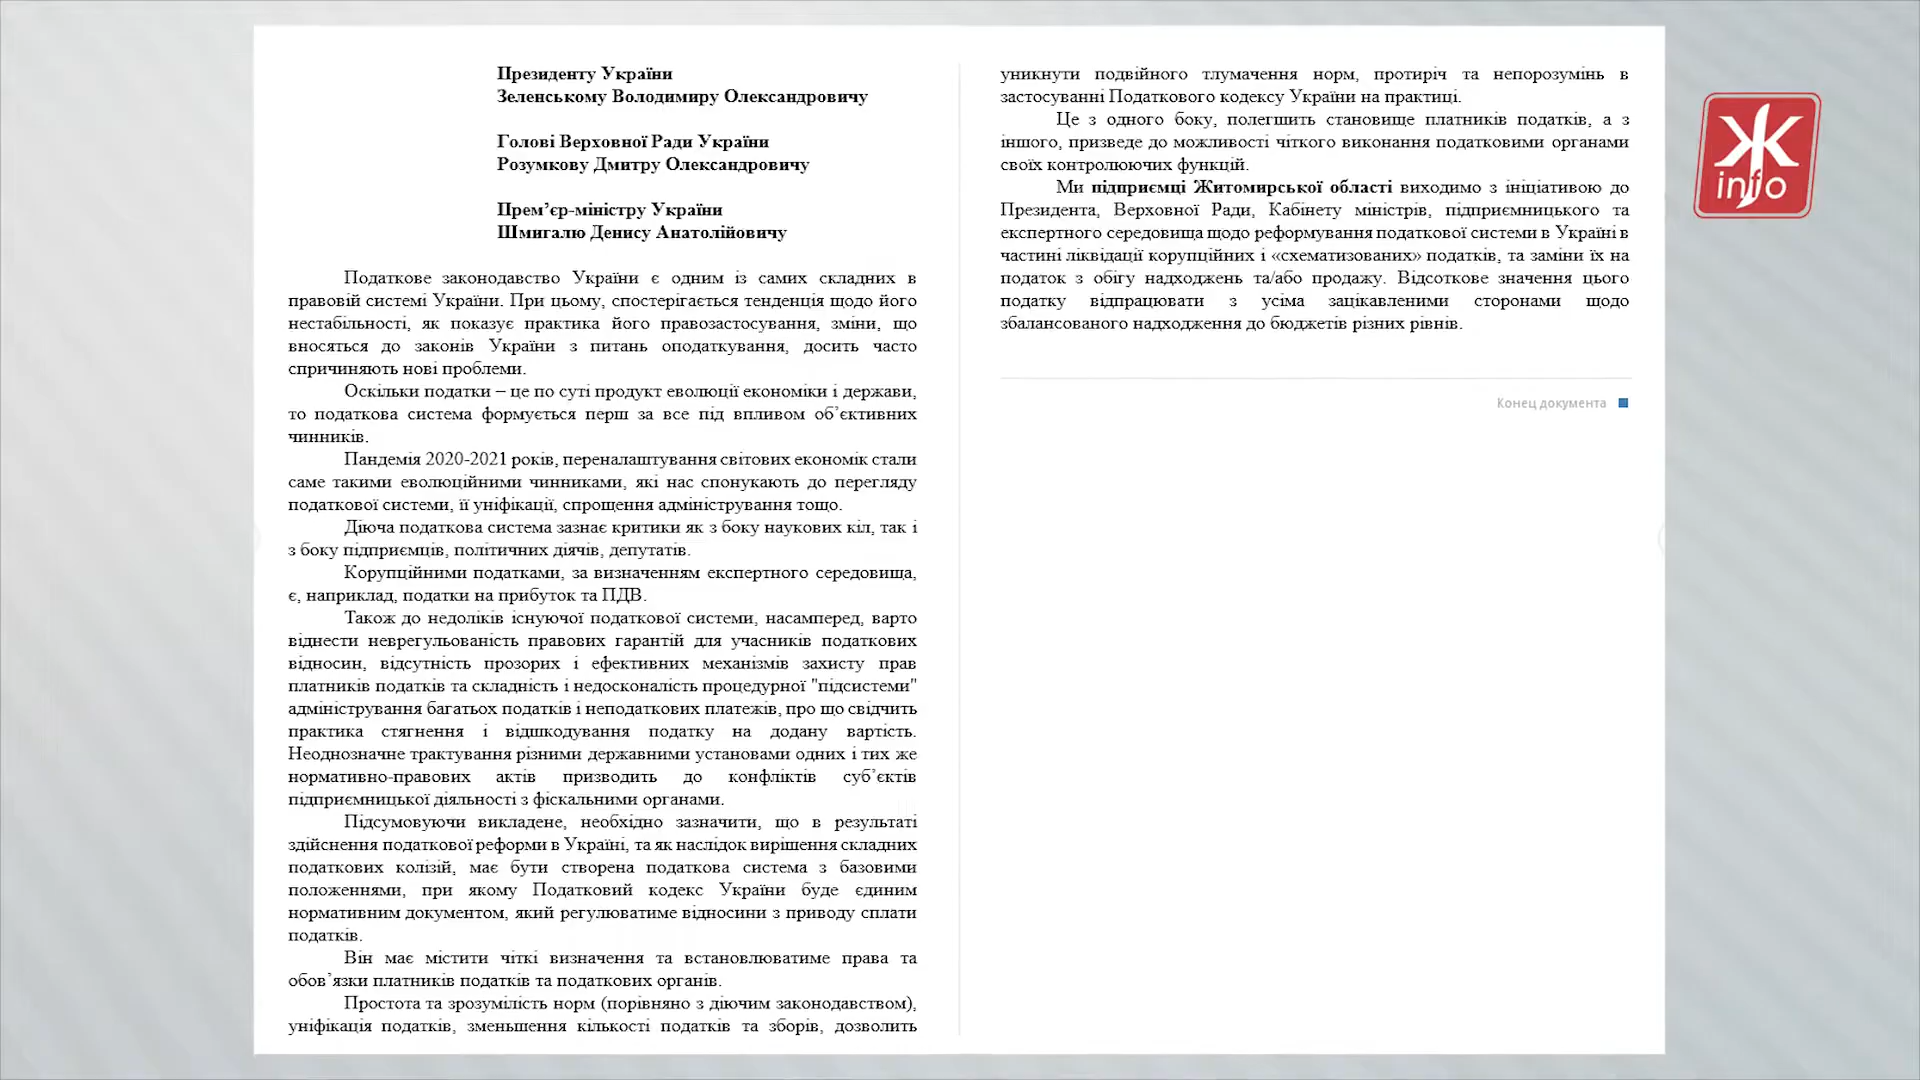 Президенту України
Зеленському Володимиру Олександровичу
Голові Верховної Ради України
Розумкову Дмитру Олександровичу
Прем’єр-міністру України
Шмигалю Денису Анатолійовичу
Податкове законодавство України є одним із самих складних в
правовій системі України. При цьому, спостерігається тенденція щодо його
нестабільності, як показує практика його правозастосування, зміни, що
вносяться до законів України з питань оподаткування, досить часто
спричиняють нові проблеми.
Оскільки податки – це по суті продукт еволюції економіки і держави,
то податкова система формується перш за все під впливом об’єктивних
чинників.
Пандемія 2020-2021 років, переналаштування світових економік стали
саме такими еволюційними чинниками, які нас спонукають до перегляду
податкової системи, її уніфікації, спрощення адміністрування тощо.
Діюча податкова система зазнає критики як з боку наукових кіл, так і
з боку підприємців, політичних діячів, депутатів.
Корупційними податками, за визначенням експертного середовища,
є, наприклад, податки на прибуток та ПДВ.
Також до недоліків існуючої податкової системи, насамперед, варто
віднести неврегульованість правових гарантій для учасників податкових
відносин, відсутність прозорих і ефективних механізмів захисту прав
платників податків та складність і недосконалість процедурної "підсистеми"
адміністрування багатьох податків і неподаткових платежів, про що свідчить
практика стягнення і відшкодування податку на додану вартість.
Неоднозначне трактування різними державними установами одних і тих же
нормативно-правових актів призводить до конфліктів суб’єктів
підприємницької діяльності з фіскальними органами.
Підсумовуючи викладене, необхідно зазначити, що в результаті
здійснення податкової реформи в Україні, та як наслідок вирішення складних
податкових колізій, має бути створена податкова система з базовими
положеннями, при якому Податковий кодекс України буде єдиним
нормативним документом, який регулюватиме відносини з приводу сплати
податків.
Він має містити чіткі визначення та встановлюватиме права та
обов’язки платників податків та податкових органів.
Простота та зрозумілість норм (порівняно з діючим законодавством),
уніфікація податків, зменьшення кількості податків та зборів, дозволить
уникнути подвійного тлумачення норм, протиріч та непорозумінь в
застосуванні Податкового кодексу України на практиці.
Це з одного боку, полегшить становище платників податків, а з
іншого, призведе до можливості чіткого виконання податковими органами
своїх контролюючих функцій.
Ми підприємці Житомирської області виходимо з ініціативою до
Президента, Верховної Ради, Кабінету міністрів, підприємницького та
експертного середовища щодо реформування податкової системи в Україні в
частині ліквідації корупційних і «схематизованих» податків, та заміни їх на
податок з обігу надходжень та/або продажу. Відсоткове значення цього
податку відпрацювати з усіма зацікавленими сторонами щодо
збалансованого надходження до бюджетів різних рівнів.
Конец документа
Ж
info